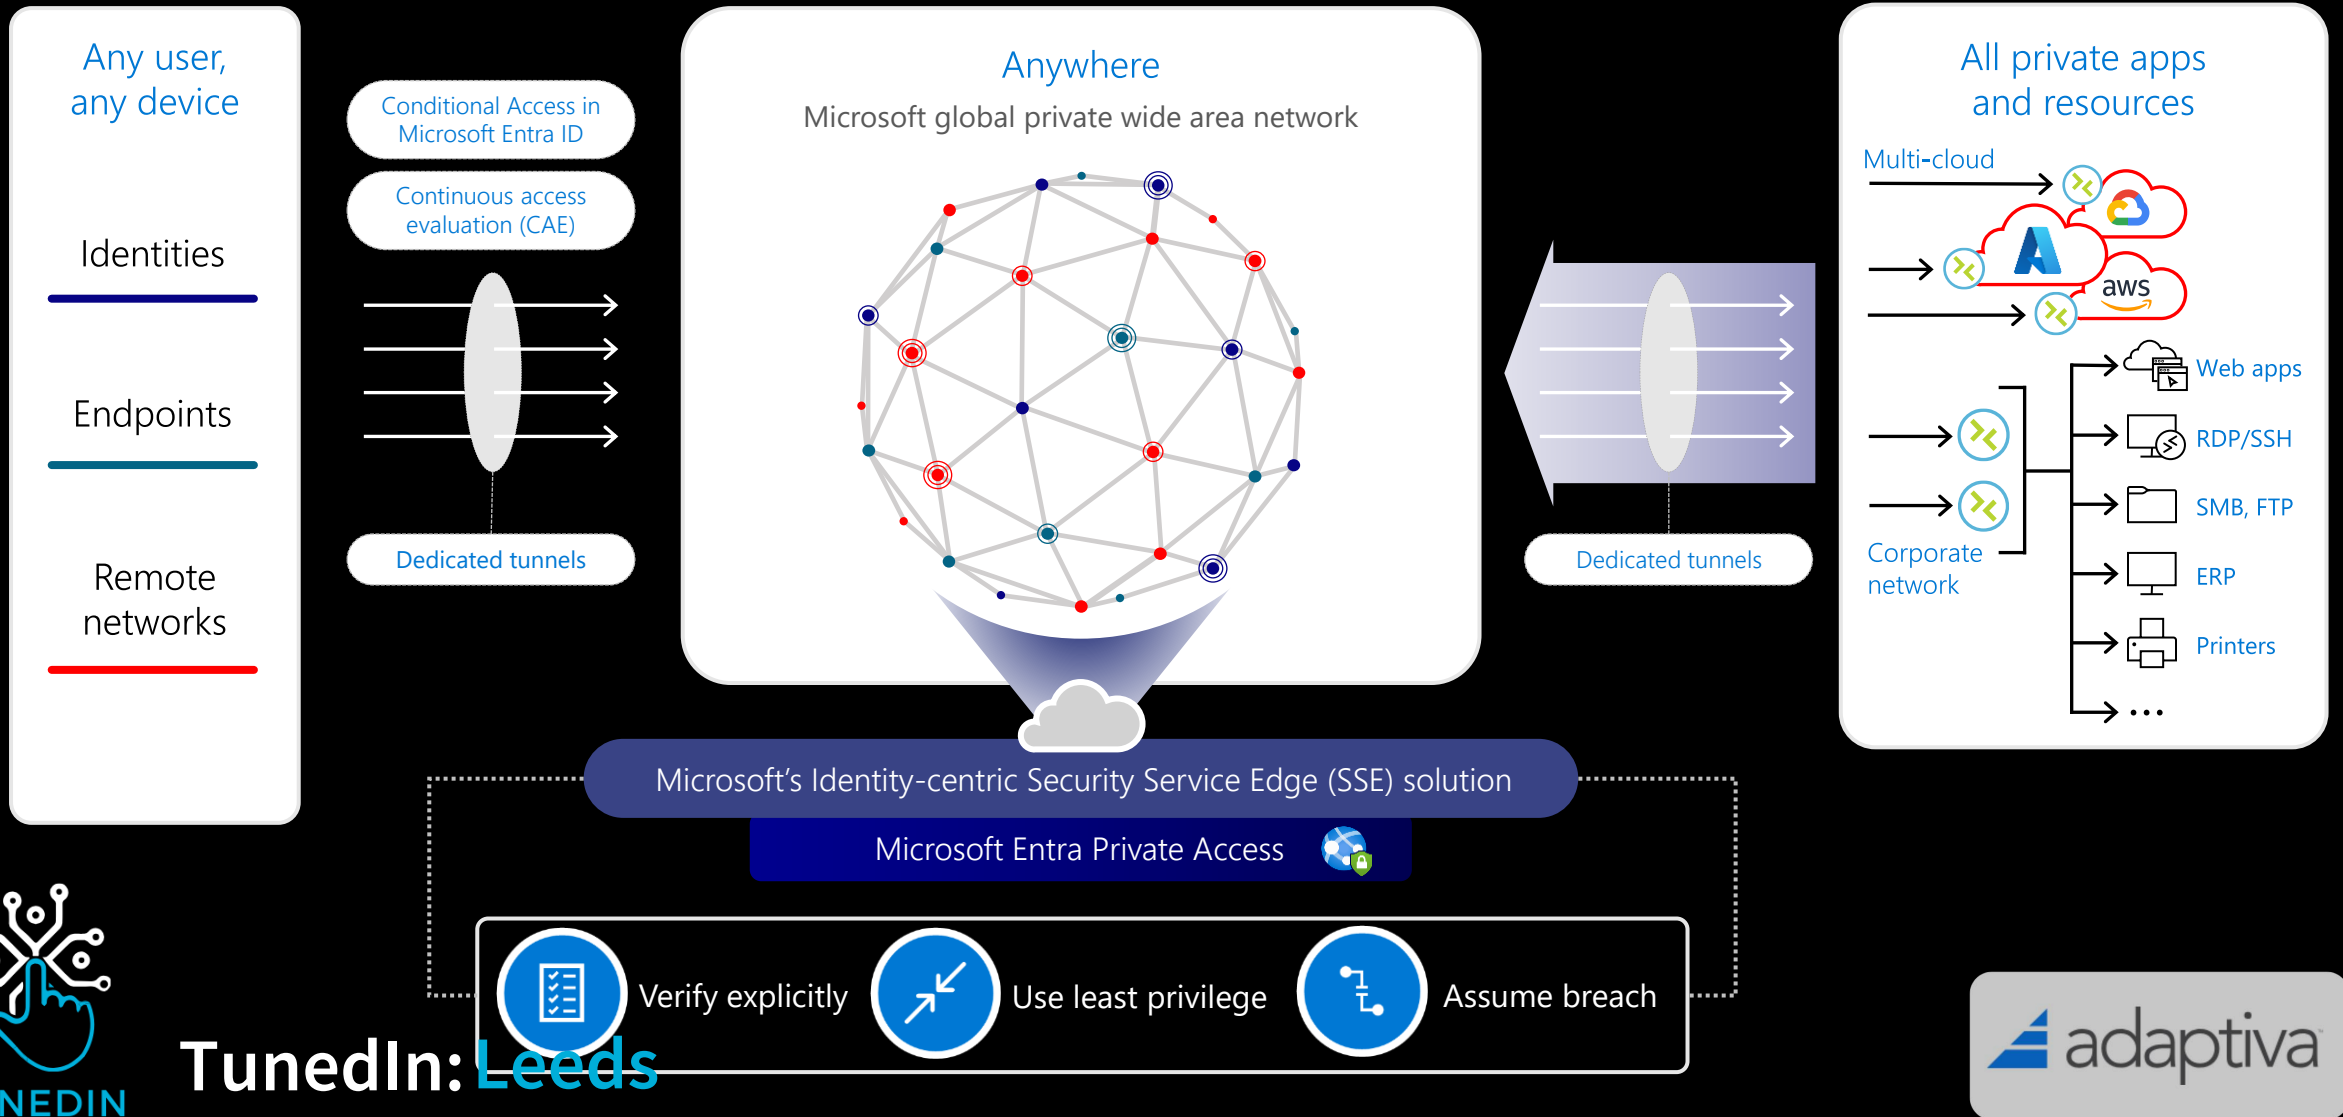 Any user,
any device
Identities
Endpoints
Remote
networks
Conditional Access in
Microsoft Entra ID
Continuous access
evaluation (CAE)
Dedicated tunnels
Anywhere
Microsoft global private wide area network
Dedicated tunnels
All private apps
and resources
Multi-cloud
aws
Web apps
RDP/SSH
SMB, FTP
ERP
Printers
...
Corporate
network
Microsoft's Identity-centric Security Service Edge (SSE) solution
Microsoft Entra Private Access
Verify explicitly
Use least privilege
Assume breach
NEDIN
TunedIn: Leeds
adaptiva